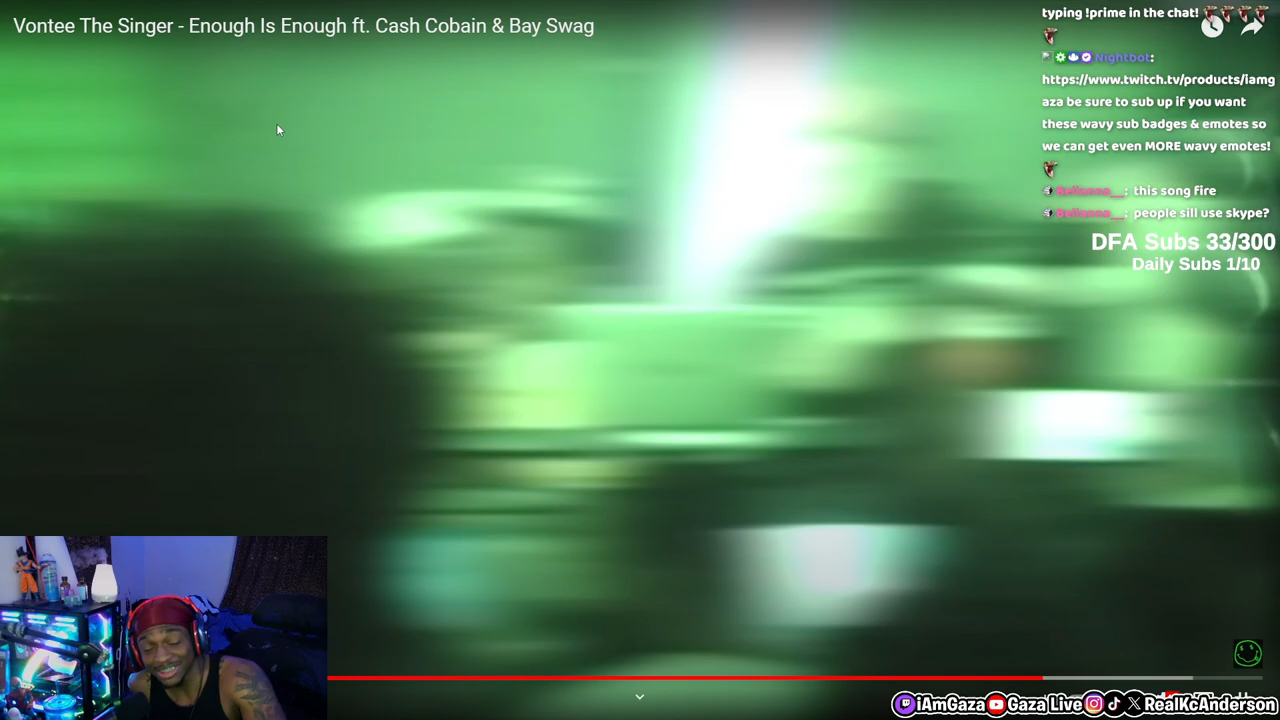 Vontee The Singer - Enough Is Enough ft. Cash Cobain & Bay Swag
typing !prime in the chat!
Nightbot:
https://www.twitch.tv/products/iamg
aza be sure to sub up if you want
these wavy sub badges & emotes so
we can get even MORE wavy emotes!
this song fire
people sill use skype?
DFA Subs 33/300
Daily Subs 1/10
iAmGaza Gaza Live RealKcAnderson